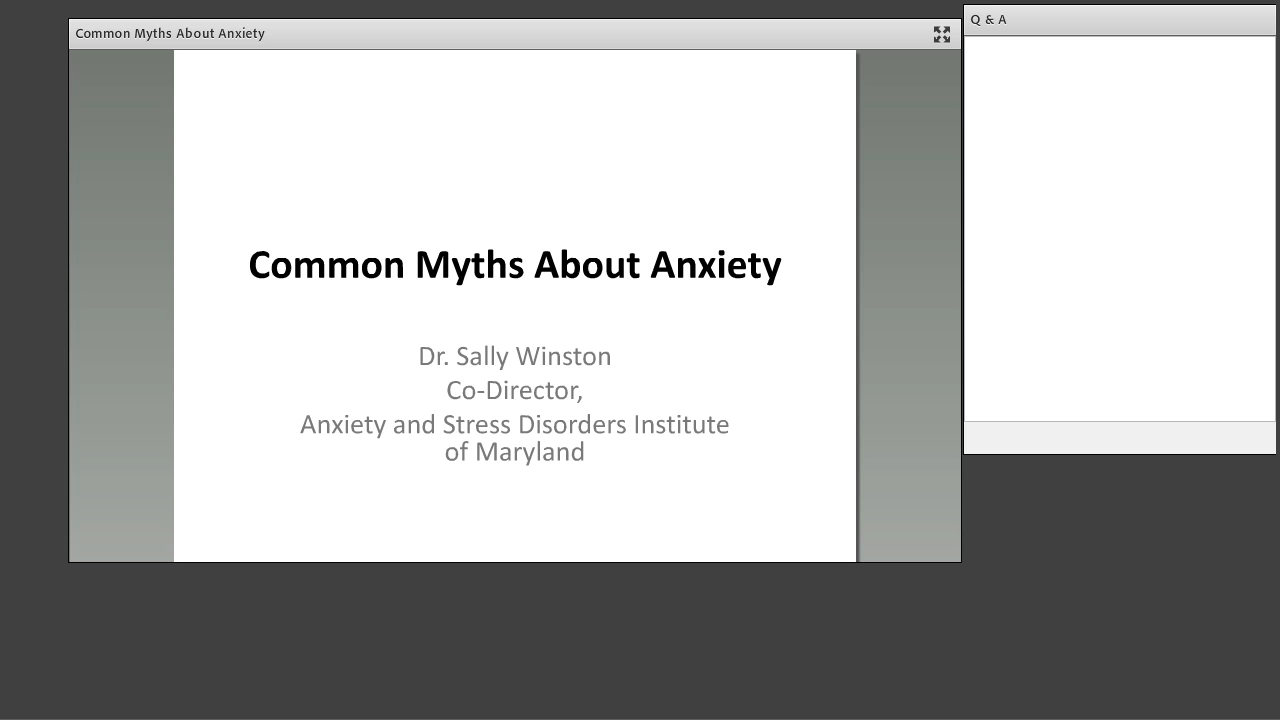 Common Myths About Anxiety
Q & A
Common Myths About Anxiety
Dr. Sally Winston
Co-Director,
Anxiety and Stress Disorders Institute
of Maryland